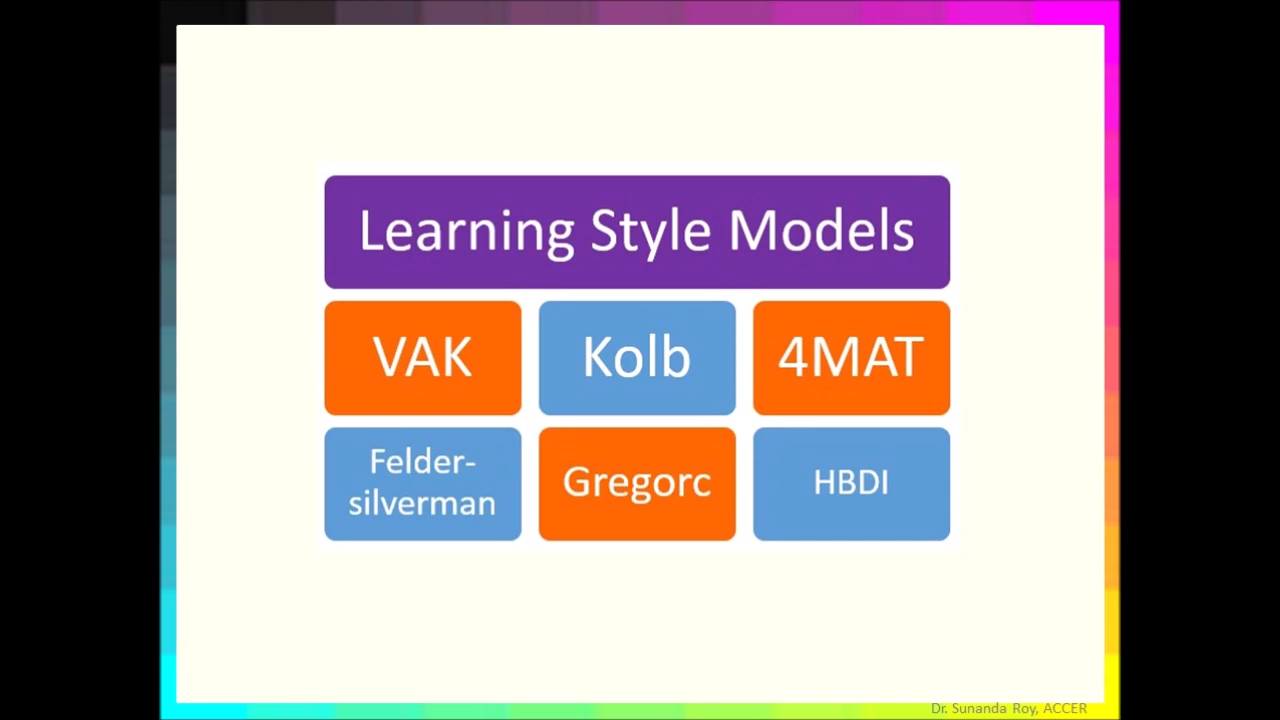 Learning Style Models
VAK
Kolb
4MAT
Felder-
silverman
Gregorc
HBDI
Dr. Sunanda Roy, ACCER